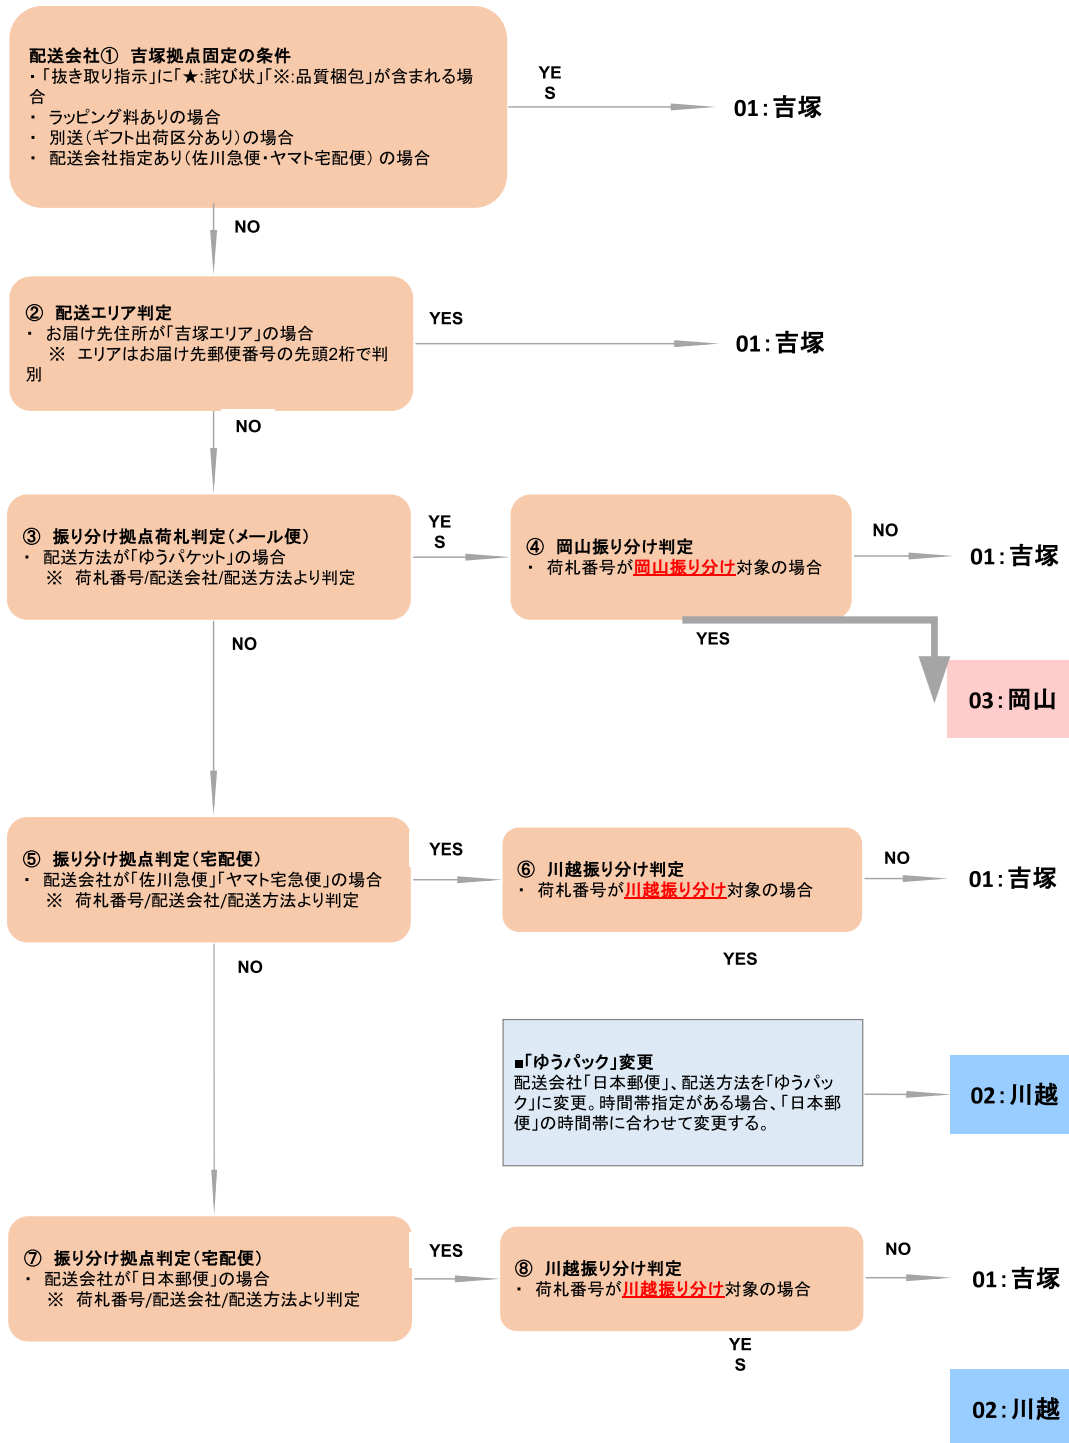 配送会社① 吉塚拠点固定の条件
・「抜き取り指示」に「★:詫び状」「※:品質梱包」が含まれる場
合
・ ラッピング料ありの場合
・ 別送(ギフト出荷区分あり)の場合
・ 配送会社指定あり(佐川急便・ヤマト宅配便) の場合
YE
S
01:吉塚
NO
② 配送エリア判定
・ お届け先住所が「吉塚エリア」の場合
※ エリアはお届け先郵便番号の先頭2桁で判
別
YES
01:吉塚
NO
③ 振り分け拠点荷札判定(メール便)
・ 配送方法が「ゆうパケット」の場合
※ 荷札番号/配送会社/配送方法より判定
YE
S
④ 岡山振り分け判定
・ 荷札番号が岡山振り分け対象の場合
NO
01:吉塚
YES
03:岡山
NO
⑤ 振り分け拠点判定(宅配便)
・ 配送会社が「佐川急便」「ヤマト宅急便」の場合
※ 荷札番号/配送会社/配送方法より判定
YES
⑥ 川越振り分け判定
・ 荷札番号が川越振り分け対象の場合
NO
01:吉塚
YES
NO
■「ゆうパック」変更
配送会社「日本郵便」、配送方法を「ゆうパッ
ク」に変更。時間帯指定がある場合、「日本郵
便」の時間帯に合わせて変更する。
02:川越
⑦ 振り分け拠点判定(宅配便)
・ 配送会社が「日本郵便」の場合
※ 荷札番号/配送会社/配送方法より判定
YES
⑧ 川越振り分け判定
・ 荷札番号が川越振り分け対象の場合
NO
01:吉塚
YE
S
02:川越